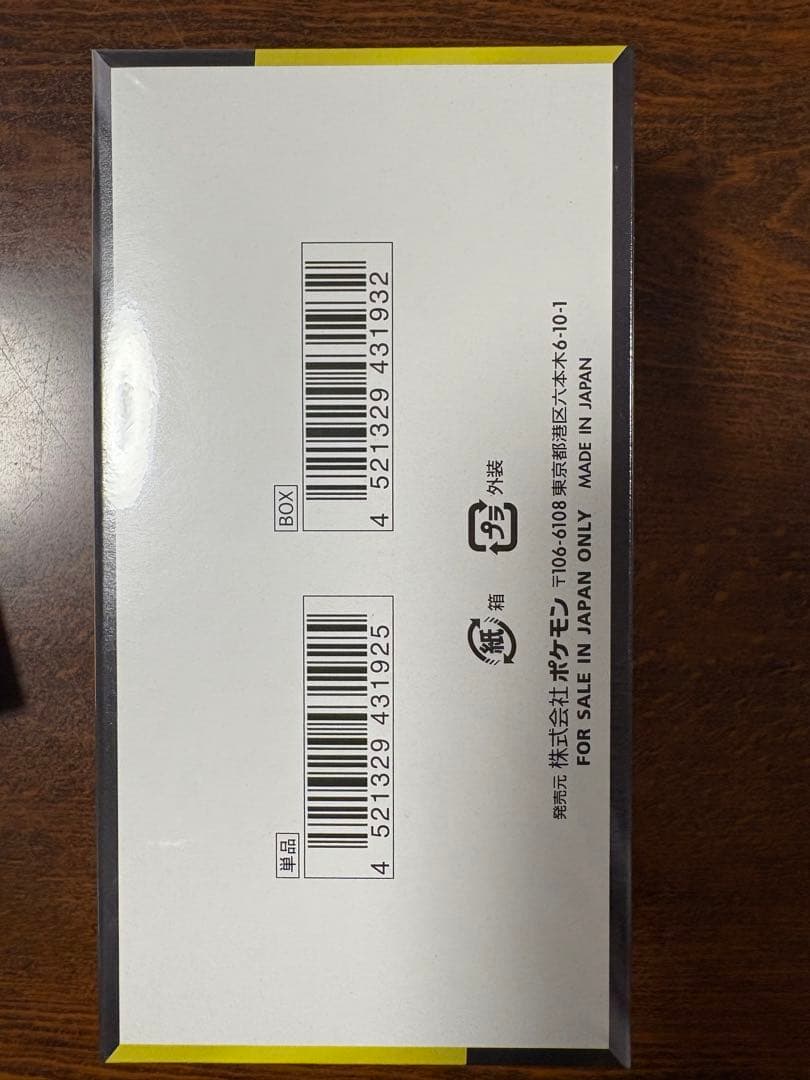 単品
4 521329 431925
BOX
4 521329 431932
紙 箱
プラ 外装
発売元 株式会社 ポケモン 〒106-6108 東京都港区六本木6-10-1
FOR SALE IN JAPAN ONLY MADE IN JAPAN